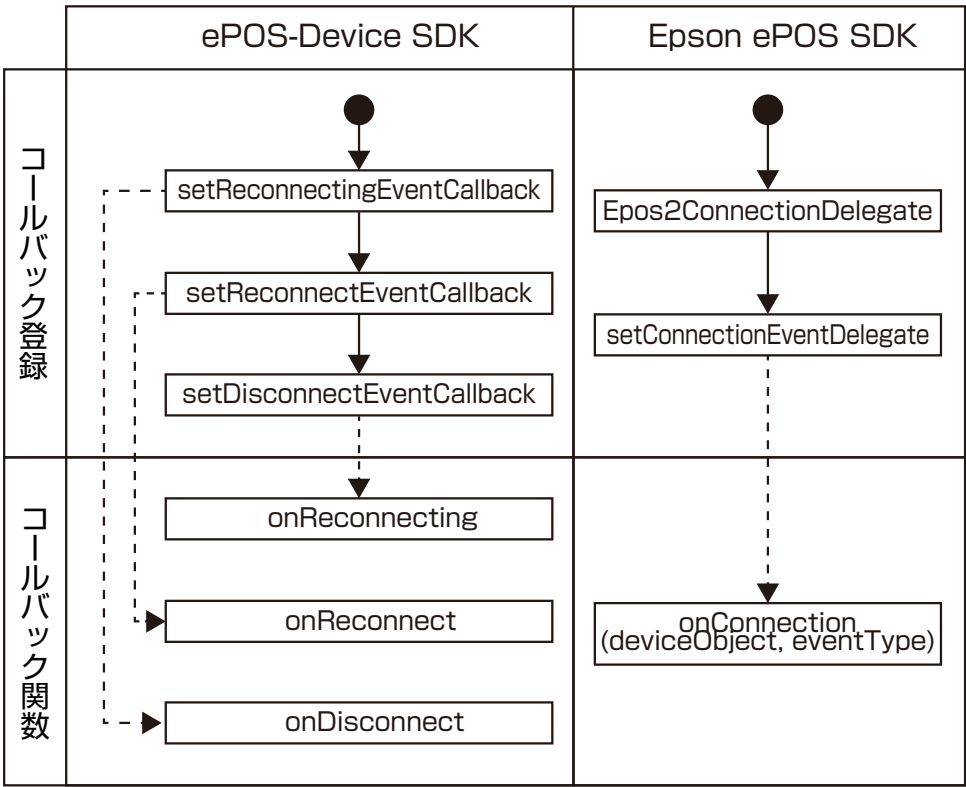 ePOS-Device SDK
Epson ePOS SDK
コールバック登録
setReconnectingEventCallback
setReconnectEventCallback
setDisconnectEventCallback
Epos2ConnectionDelegate
setConnectionEventDelegate
コールバック関数
onReconnecting
onReconnect
onDisconnect
onConnection
(deviceObject, eventType)